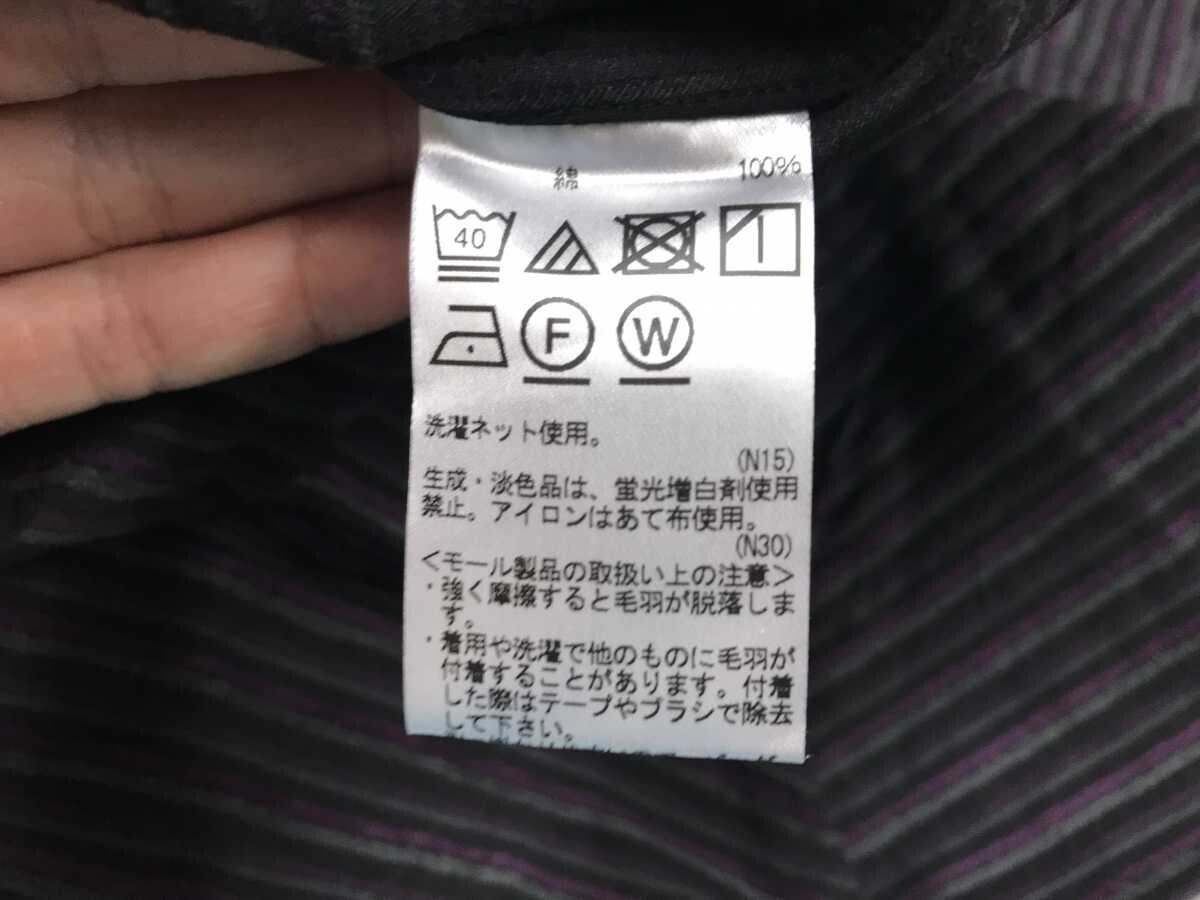 綿 100%
40
F W
洗濯ネット使用。
(N15)
生成・淡色品は、蛍光増白剤使用
禁止。アイロンはあて布使用。
(N30)
<モール製品の取扱い上の注意>
・強く摩擦すると毛羽が脱落しま
す。
・着用や洗濯で他のものに毛羽が
付着することがあります。付着
した際はテープやブラシで除去
して下さい。